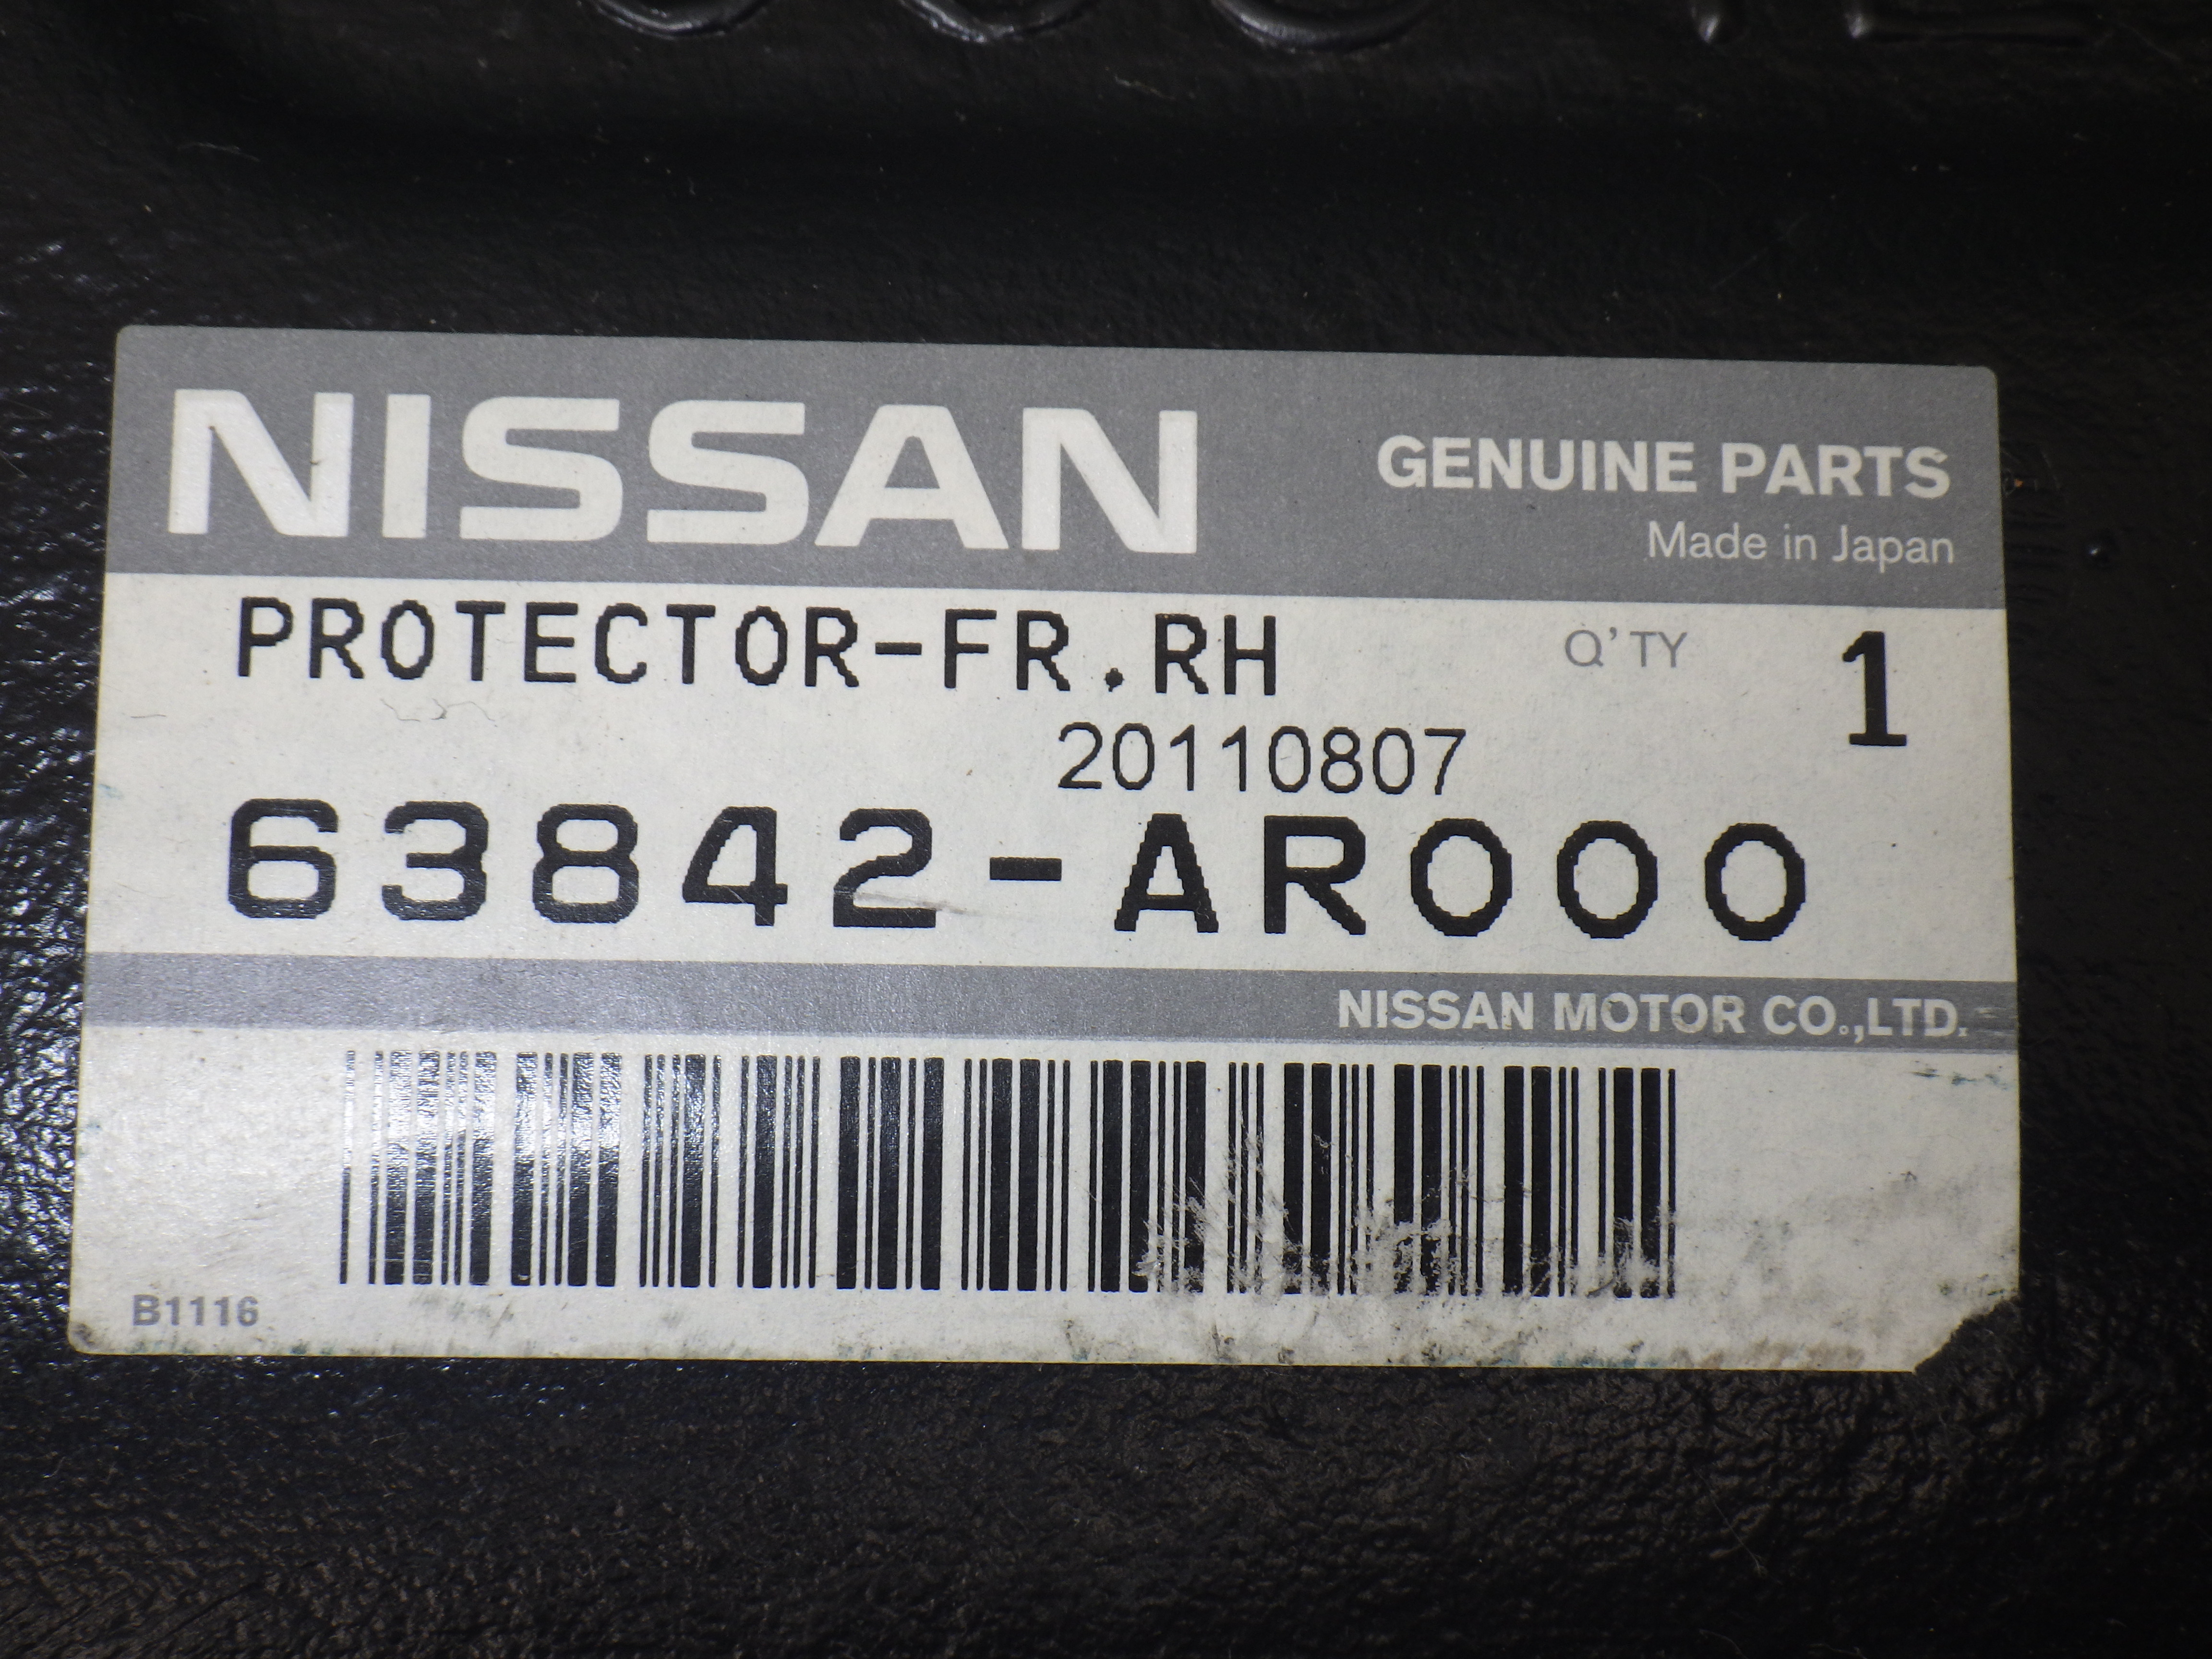 NISSAN
GENUINE PARTS
Made in Japan
PROTECTOR-FR.RH
Q'TY 1
20110807
63842-AR000
NISSAN MOTOR CO.,LTD.
B1116